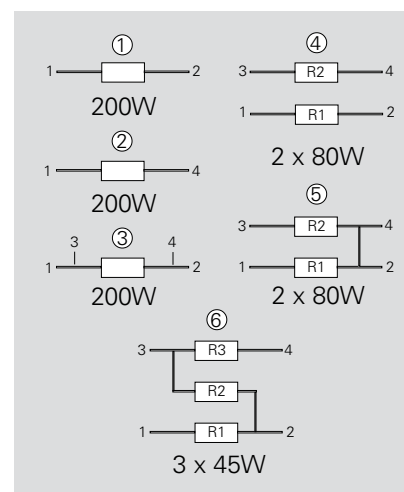 ① ④
1 2 3 R2 4
200W 1 R1 2
② 2 x 80W
1 4 ⑤
200W 3 R2 4
3 ③ 4
1 2 1 R1 2
200W 2 x 80W
⑥
3 R3 4
R2
1 R1 2
3 x 45W